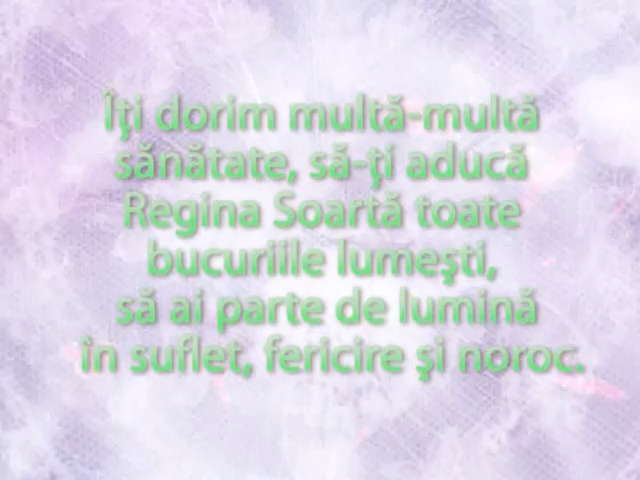 Îţi dorim multă-multă
sănătate, să-ţi aducă
Regina Soartă toate
bucuriile lumeşti,
să ai parte de lumină
în suflet, fericire şi noroc.